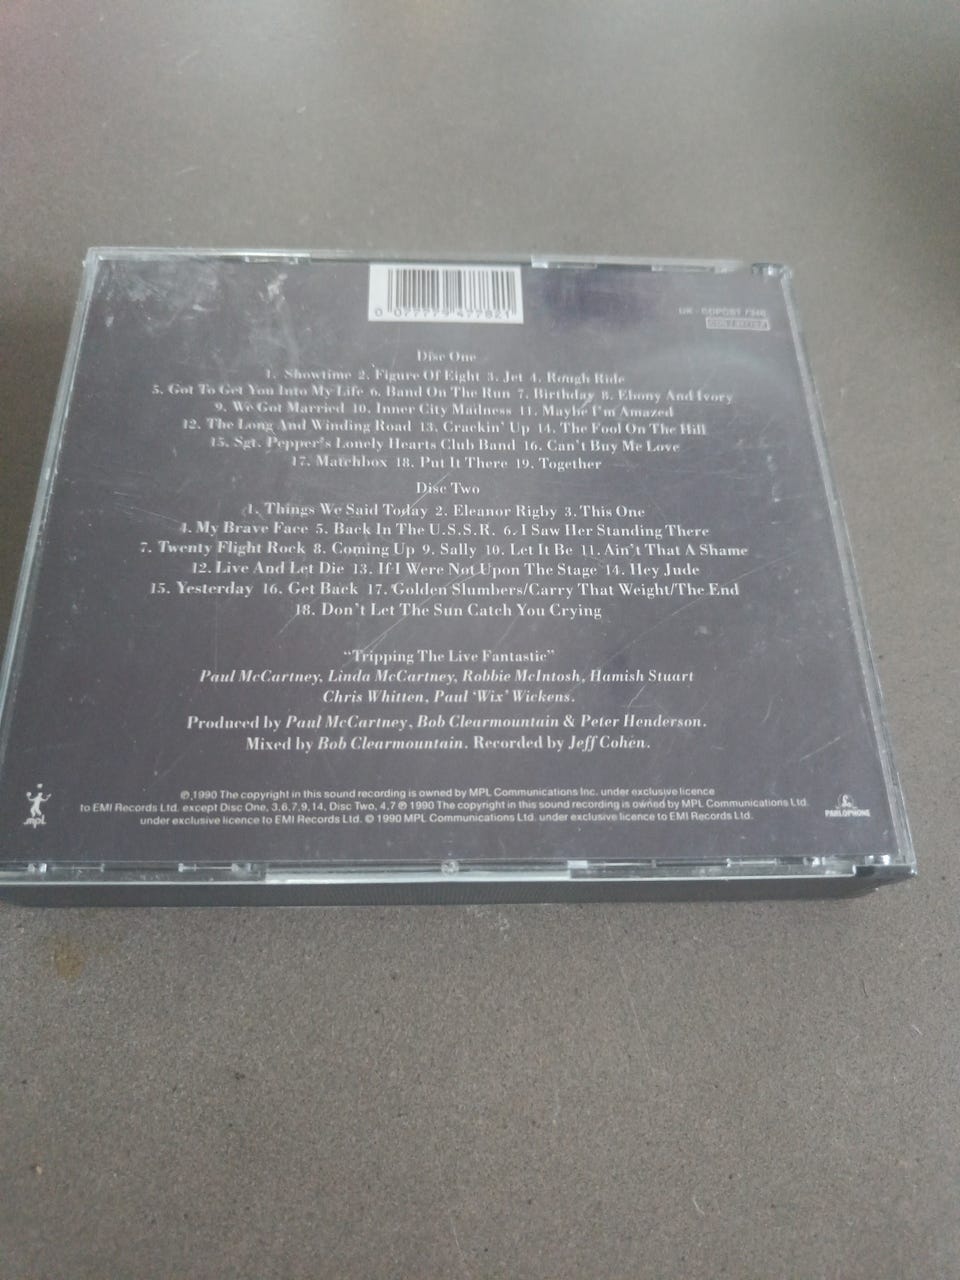 0 077779 477821
Disc One
1. Showtime 2. Figure Of Eight 3. Jet 4. Rough Ride
5. Got To Get You Into My Life 6. Band On The Run 7. Birthday 8. Ebony And Ivory
9. We Got Married 10. Inner City Madness 11. Maybe I'm Amazed
12. The Long And Winding Road 13. Crackin' Up 14. The Fool On The Hill
15. Sgt. Pepper's Lonely Hearts Club Band 16. Can't Buy Me Love
17. Matchbox 18. Put It There 19. Together
Disc Two
1. Things We Said Today 2. Eleanor Rigby 3. This One
4. My Brave Face 5. Back In The U.S.S.R. 6. I Saw Her Standing There
7. Twenty Flight Rock 8. Coming Up 9. Sally 10. Let It Be 11. Ain't That A Shame
12. Live And Let Die 13. If I Were Not Upon The Stage 14. Hey Jude
15. Yesterday 16. Get Back 17. Golden Slumbers/Carry That Weight/The End
18. Don't Let The Sun Catch You Crying
"Tripping The Live Fantastic"
Paul McCartney, Linda McCartney, Robbie McIntosh, Hamish Stuart
Chris Whitten, Paul 'Wix' Wickens.
Produced by Paul McCartney, Bob Clearmountain & Peter Henderson.
Mixed by Bob Clearmountain. Recorded by Jeff Cohen.
℗ 1990 The copyright in this sound recording is owned by MPL Communications Inc. under exclusive licence
to EMI Records Ltd. except Disc One, 3,6,7,9,14, Disc Two, 4,7 ℗ 1990 The copyright in this sound recording is owned by MPL Communications Ltd.
under exclusive licence to EMI Records Ltd. © 1990 MPL Communications Ltd. under exclusive licence to EMI Records Ltd.
mpl
PARLOPHONE